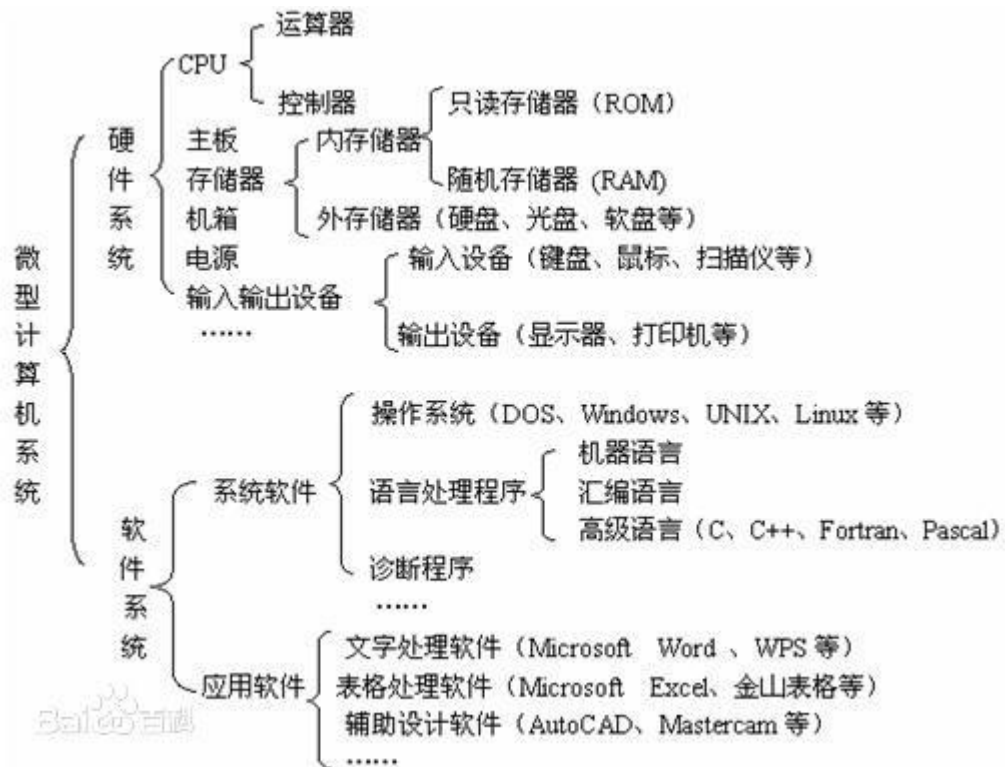 微型计算机系统
硬件系统
CPU
运算器
控制器
主板
存储器
内存储器
只读存储器（ROM）
随机存储器 (RAM)
外存储器（硬盘、光盘、软盘等）
机箱
电源
输入输出设备
输入设备（键盘、鼠标、扫描仪等）
输出设备（显示器、打印机等）
……
软件系统
系统软件
操作系统（DOS、Windows、UNIX、Linux 等）
语言处理程序
机器语言
汇编语言
高级语言（C、C++、Fortran、Pascal）
诊断程序
……
应用软件
文字处理软件（Microsoft Word 、WPS 等）
表格处理软件（Microsoft Excel、金山表格等）
辅助设计软件（AutoCAD、Mastercam 等）
……
Bai百科